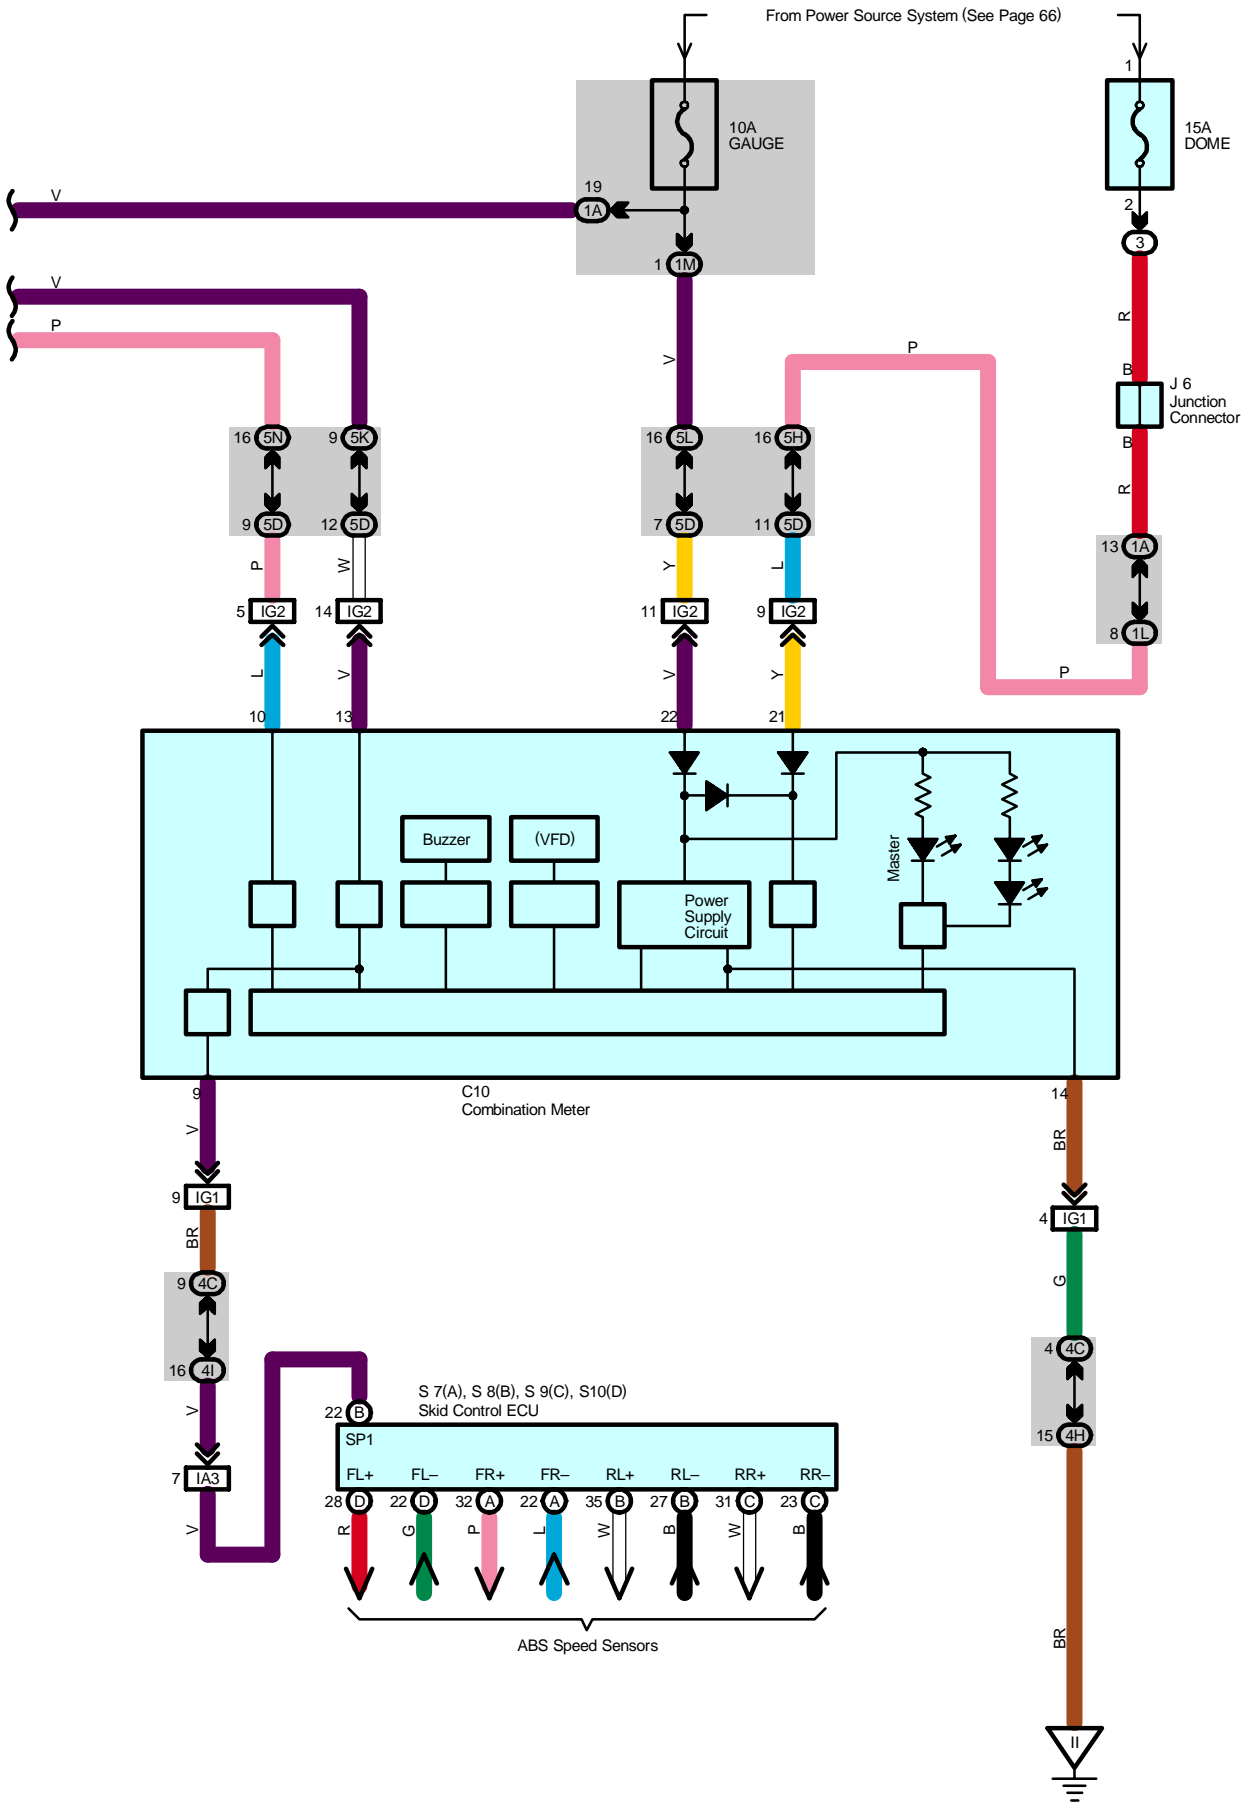 From Power Source System (See Page 66)
1
10A
GAUGE
15A
DOME
19
1A
V
2
3
1 1M
V
P
V
P
R
B
J 6
Junction
Connector
B
R
16 5N
9 5K
16 5L
16 5H
9 5D
12 5D
7 5D
11 5D
13 1A
P
W
Y
L
5 IG2
14 IG2
11 IG2
9 IG2
8 1L
L
V
V
Y
P
10
13
22
21
Buzzer
(VFD)
Master
Power
Supply
Circuit
9
C10
Combination Meter
14
V
BR
9 IG1
4 IG1
BR
G
9 4C
4 4C
16 4I
15 4H
V
S 7(A), S 8(B), S 9(C), S10(D)
Skid Control ECU
22 B
SP1
7 IA3
FL+ FL– FR+ FR– RL+ RL– RR+ RR–
28 D 22 D 32 A 22 A 35 B 27 B 31 C 23 C
V
R G P L W B W B
ABS Speed Sensors
BR
II